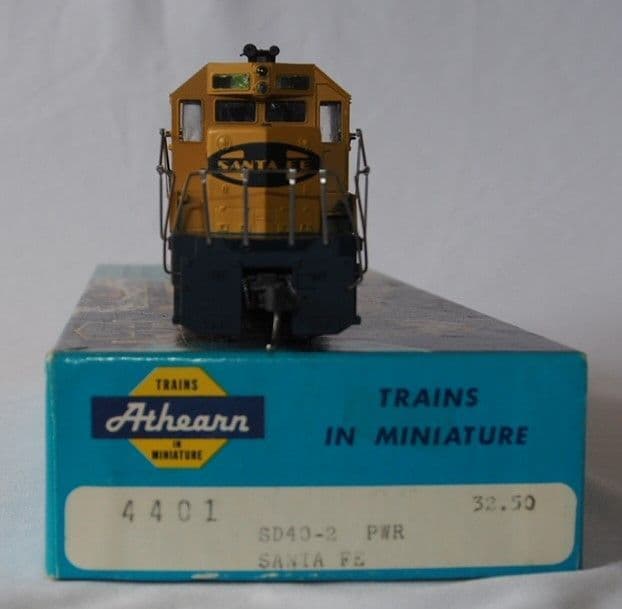 SANTA FE
TRAINS
Athearn
IN
MINIATURE
TRAINS
IN MINIATURE
4401 32.50
SD40-2 PWR
SANTA FE